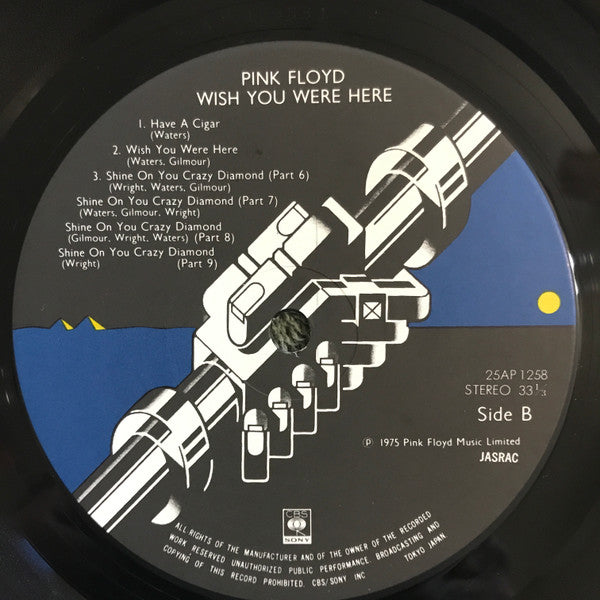 PINK FLOYD
WISH YOU WERE HERE
1. Have A Cigar
(Waters)
2. Wish You Were Here
(Waters, Gilmour)
3. Shine On You Crazy Diamond (Part 6)
(Wright, Waters, Gilmour)
Shine On You Crazy Diamond (Part 7)
(Waters, Gilmour, Wright)
Shine On You Crazy Diamond
(Gilmour, Wright, Waters) (Part 8)
Shine On You Crazy Diamond
(Wright) (Part 9)
25AP 1258
STEREO 33 1/3
Side B
℗ 1975 Pink Floyd Music Limited
JASRAC
CBS
SONY
ALL RIGHTS OF THE MANUFACTURER AND OF THE OWNER OF THE RECORDED
WORK RESERVED UNAUTHORIZED PUBLIC PERFORMANCE BROADCASTING AND
COPYING OF THIS RECORD PROHIBITED. CBS/SONY INC TOKYO JAPAN